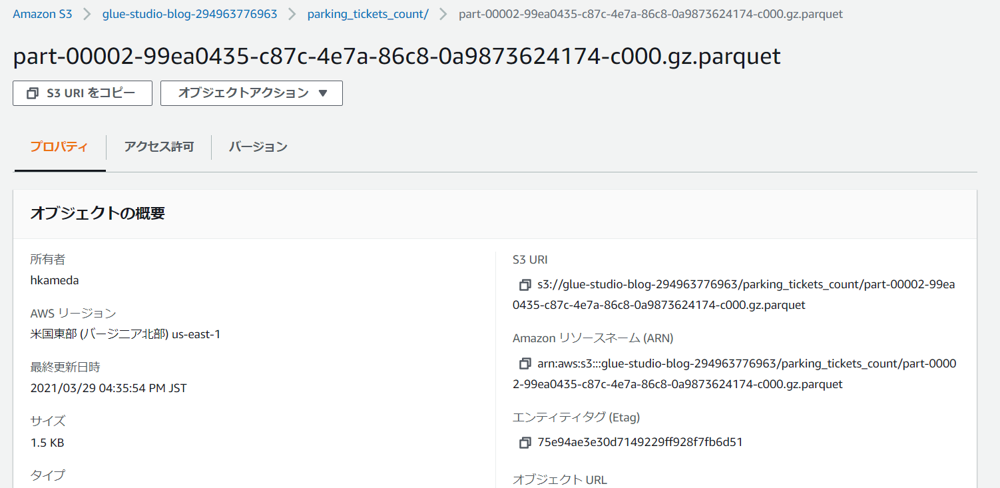 Amazon S3 > glue-studio-blog-294963776963 > parking_tickets_count/ > part-00002-99ea0435-c87c-4e7a-86c8-0a9873624174-c000.gz.parquet
part-00002-99ea0435-c87c-4e7a-86c8-0a9873624174-c000.gz.parquet
S3 URI をコピー オブジェクトアクション ▼
プロパティ アクセス許可 バージョン
オブジェクトの概要
所有者
hkameda
AWS リージョン
米国東部 (バージニア北部) us-east-1
最終更新日時
2021/03/29 04:35:54 PM JST
サイズ
1.5 KB
タイプ
S3 URI
s3://glue-studio-blog-294963776963/parking_tickets_count/part-00002-99ea
0435-c87c-4e7a-86c8-0a9873624174-c000.gz.parquet
Amazon リソースネーム (ARN)
arn:aws:s3:::glue-studio-blog-294963776963/parking_tickets_count/part-0000
2-99ea0435-c87c-4e7a-86c8-0a9873624174-c000.gz.parquet
エンティティタグ (Etag)
75e94ae3e30d7149229ff928f7fb6d51
オブジェクト URL